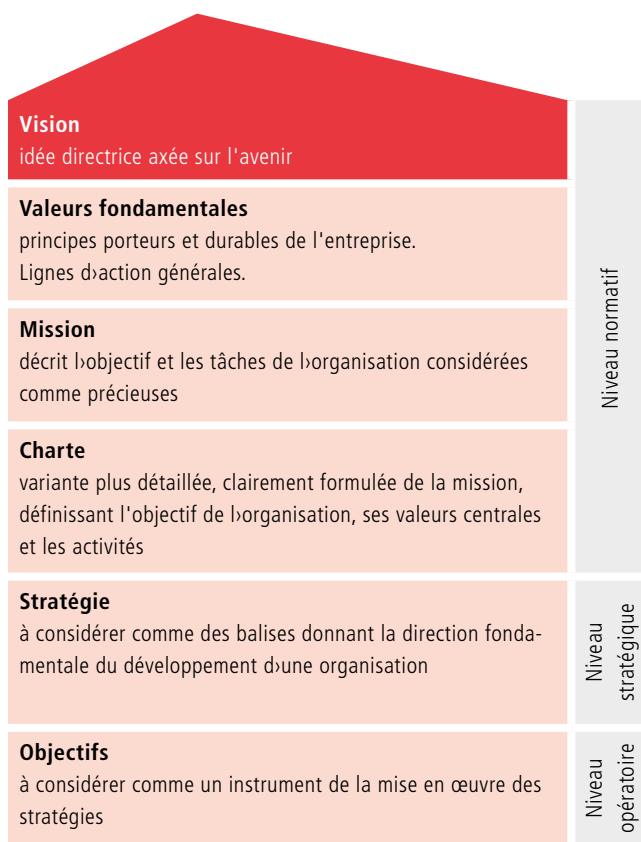 Vision
idée directrice axée sur l'avenir
Valeurs fondamentales
principes porteurs et durables de l'entreprise.
Lignes d›action générales.
Mission
décrit l›objectif et les tâches de l›organisation considérées
comme précieuses
Charte
variante plus détaillée, clairement formulée de la mission,
définissant l'objectif de l›organisation, ses valeurs centrales
et les activités
Niveau normatif
Stratégie
à considérer comme des balises donnant la direction fonda-
mentale du développement d›une organisation
Niveau
stratégique
Objectifs
à considérer comme un instrument de la mise en œuvre des
stratégies
Niveau
opératoire